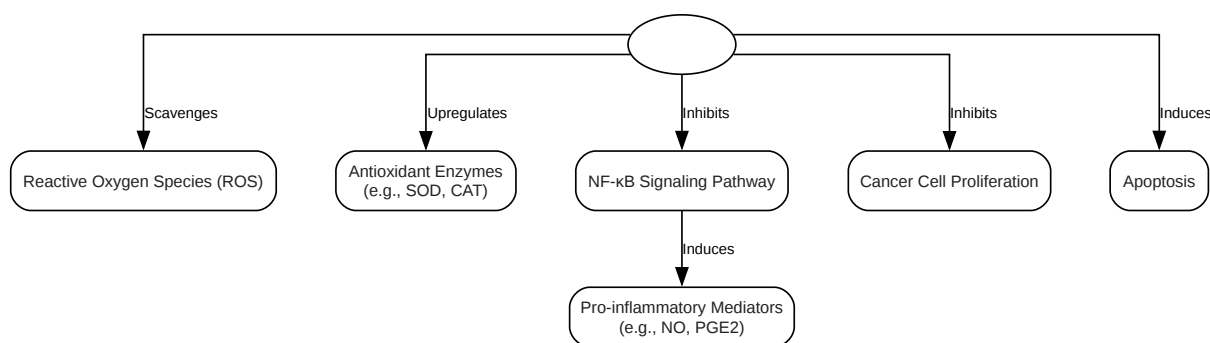 Scavenges
Upregulates
Inhibits
Inhibits
Induces
Reactive Oxygen Species (ROS)
Antioxidant Enzymes
(e.g., SOD, CAT)
NF-κB Signaling Pathway
Cancer Cell Proliferation
Apoptosis
Induces
Pro-inflammatory Mediators
(e.g., NO, PGE2)